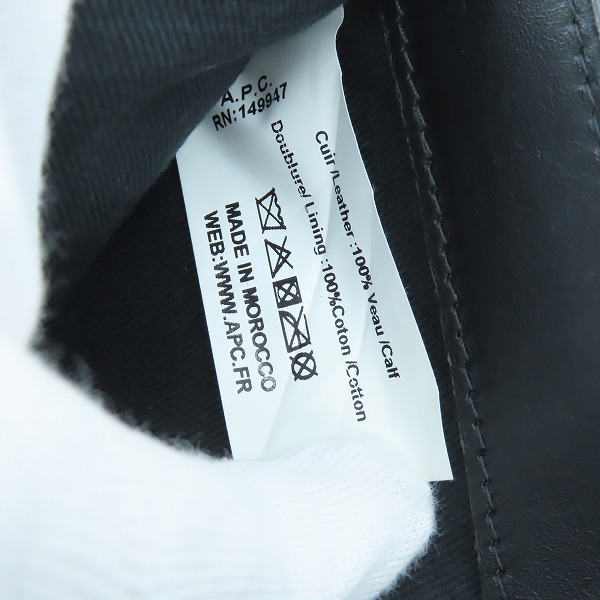 A.P.C.
RN:149947
Cuir /Leather :100% Veau /Calf
Doublure/ Lining :100%Coton /Cotton
MADE IN MOROCCO
WEB:WWW.APC.FR